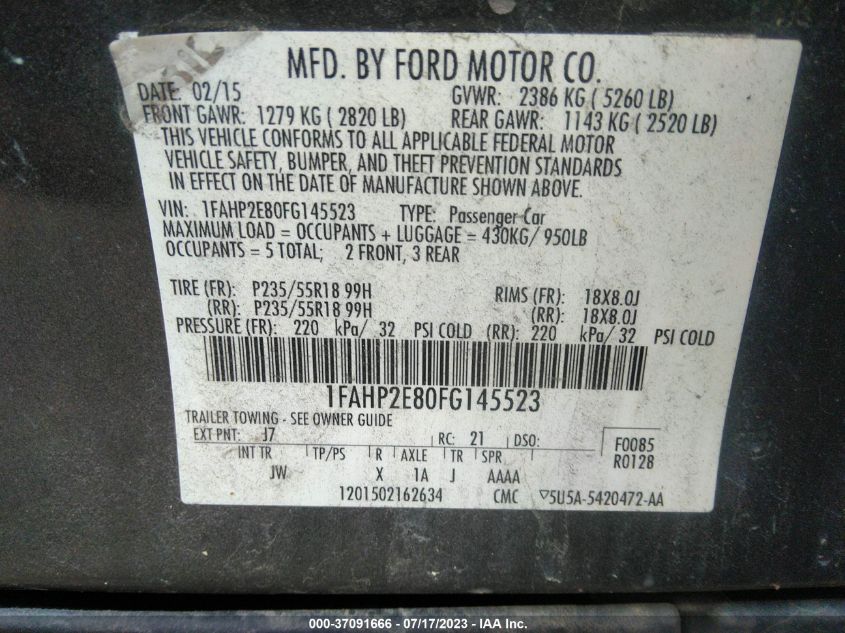 MFD. BY FORD MOTOR CO.
DATE: 02/15 GVWR: 2386 KG ( 5260 LB)
FRONT GAWR: 1279 KG ( 2820 LB) REAR GAWR: 1143 KG ( 2520 LB)
THIS VEHICLE CONFORMS TO ALL APPLICABLE FEDERAL MOTOR
VEHICLE SAFETY, BUMPER, AND THEFT PREVENTION STANDARDS
IN EFFECT ON THE DATE OF MANUFACTURE SHOWN ABOVE.
VIN: 1FAHP2E80FG145523 TYPE: Passenger Car
MAXIMUM LOAD = OCCUPANTS + LUGGAGE = 430KG/ 950LB
OCCUPANTS = 5 TOTAL; 2 FRONT, 3 REAR
TIRE (FR): P235/55R18 99H RIMS (FR): 18X8.0J
(RR): P235/55R18 99H (RR): 18X8.0J
PRESSURE (FR): 220 kPa/ 32 PSI COLD (RR): 220 kPa/ 32 PSI COLD
1FAHP2E80FG145523
TRAILER TOWING - SEE OWNER GUIDE
EXT PNT: J7 RC: 21 DSO: F0085
INT TR TP/PS R AXLE TR SPR R0128
JW X 1A J AAAA
1201502162634 CMC ▽5U5A-5420472-AA
000-37091666 - 07/17/2023 - IAA Inc.